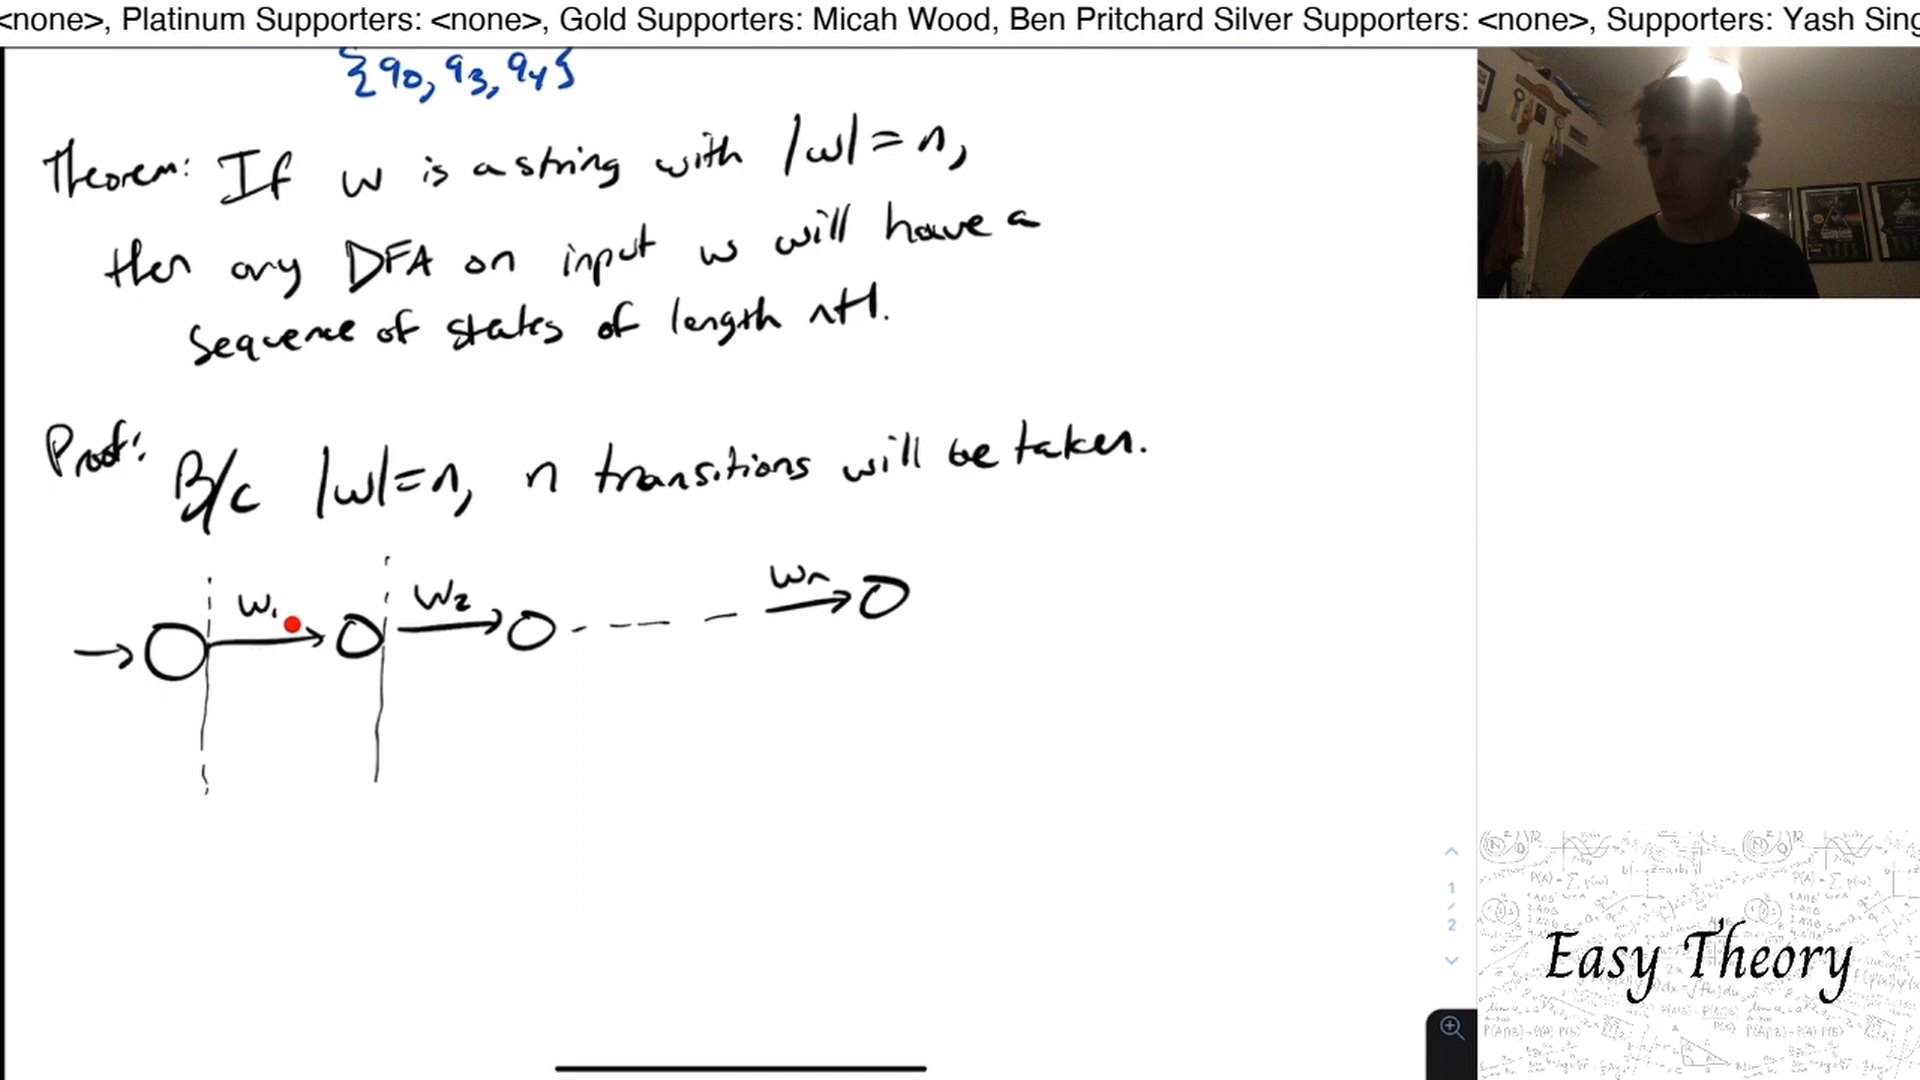 <none>, Platinum Supporters: <none>, Gold Supporters: Micah Wood, Ben Pritchard Silver Supporters: <none>, Supporters: Yash Sing
{q0, q3, q4}
Theorem: If w is a string with |w| = n,
then any DFA on input w will have a
sequence of states of length n+1.
Proof: B/c |w|=n, n transitions will be taken.
w1 w2 wn
1
2
Easy Theory